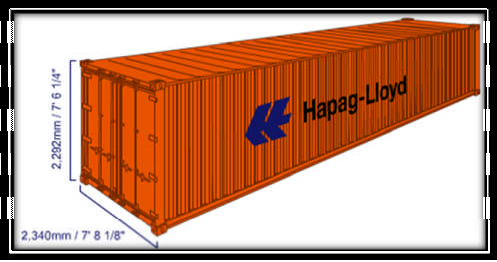 2,292mm / 7' 6 1/4"
Hapag-Lloyd
2,340mm / 7' 8 1/8"